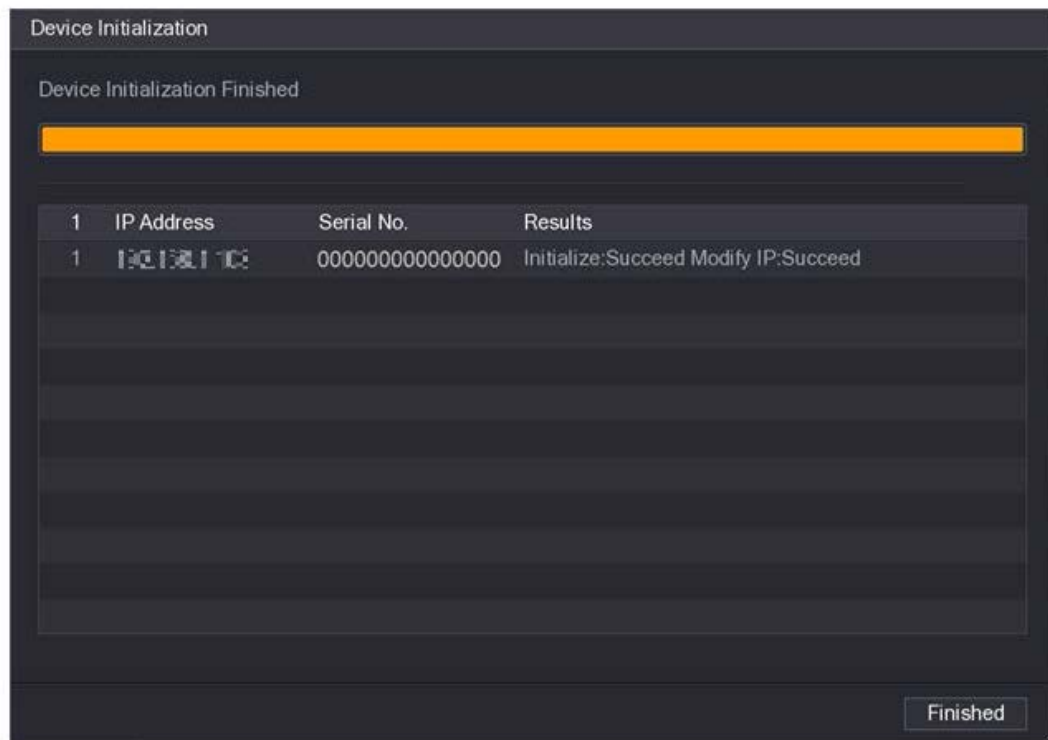 Device Initialization
Device Initialization Finished
1 IP Address Serial No. Results
1 000000000000000 Initialize:Succeed Modify IP:Succeed
Finished